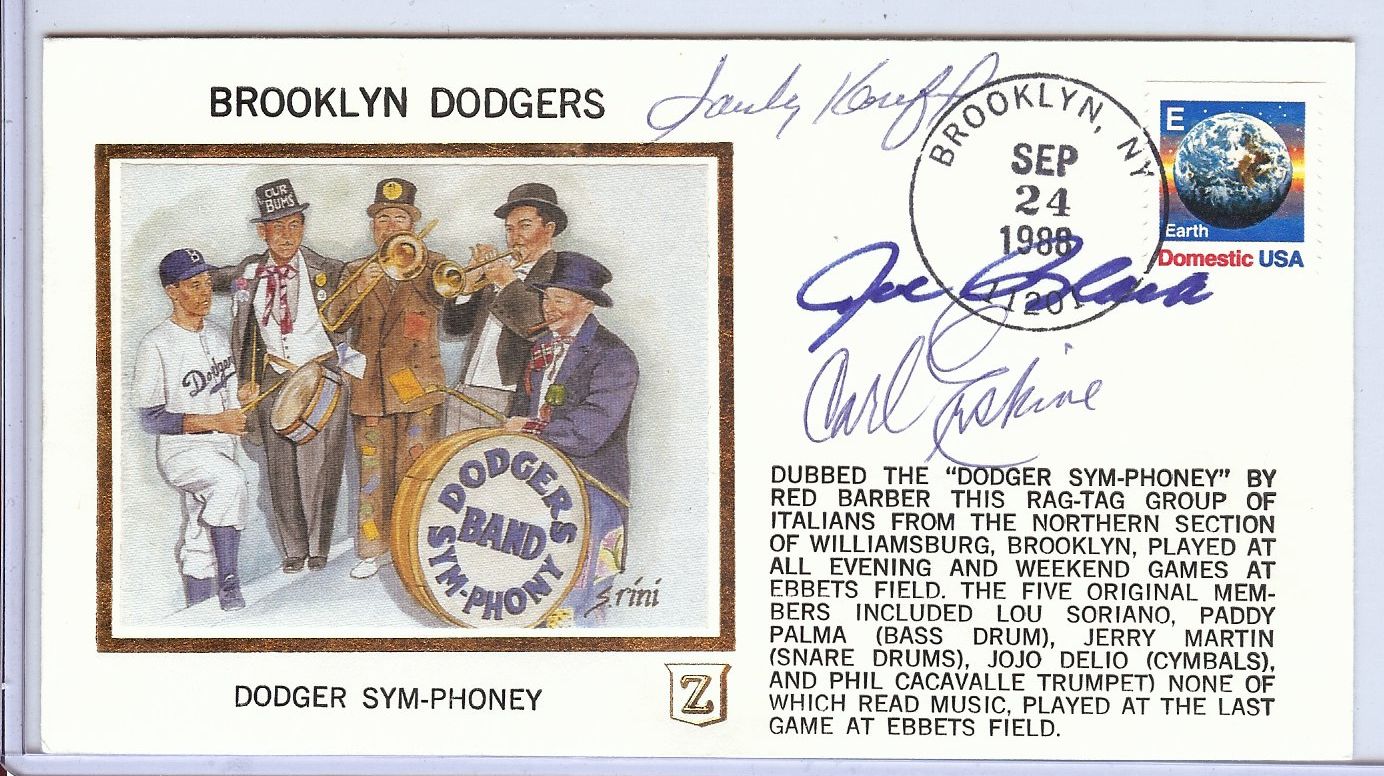 BROOKLYN DODGERS
Sandy Koufax
BROOKLYN, NY
SEP
24
1988
11201
E
Earth
Domestic USA
OUR
BUMS
B
Dodgers
Joe Black
Carl Erskine
DODGERS
BAND
SYM-PHONY
S.rini
DODGER SYM-PHONEY
Z
DUBBED THE "DODGER SYM-PHONEY" BY
RED BARBER THIS RAG-TAG GROUP OF
ITALIANS FROM THE NORTHERN SECTION
OF WILLIAMSBURG, BROOKLYN, PLAYED AT
ALL EVENING AND WEEKEND GAMES AT
EBBETS FIELD. THE FIVE ORIGINAL MEM-
BERS INCLUDED LOU SORIANO, PADDY
PALMA (BASS DRUM), JERRY MARTIN
(SNARE DRUMS), JOJO DELIO (CYMBALS),
AND PHIL CACAVALLE TRUMPET) NONE OF
WHICH READ MUSIC, PLAYED AT THE LAST
GAME AT EBBETS FIELD.